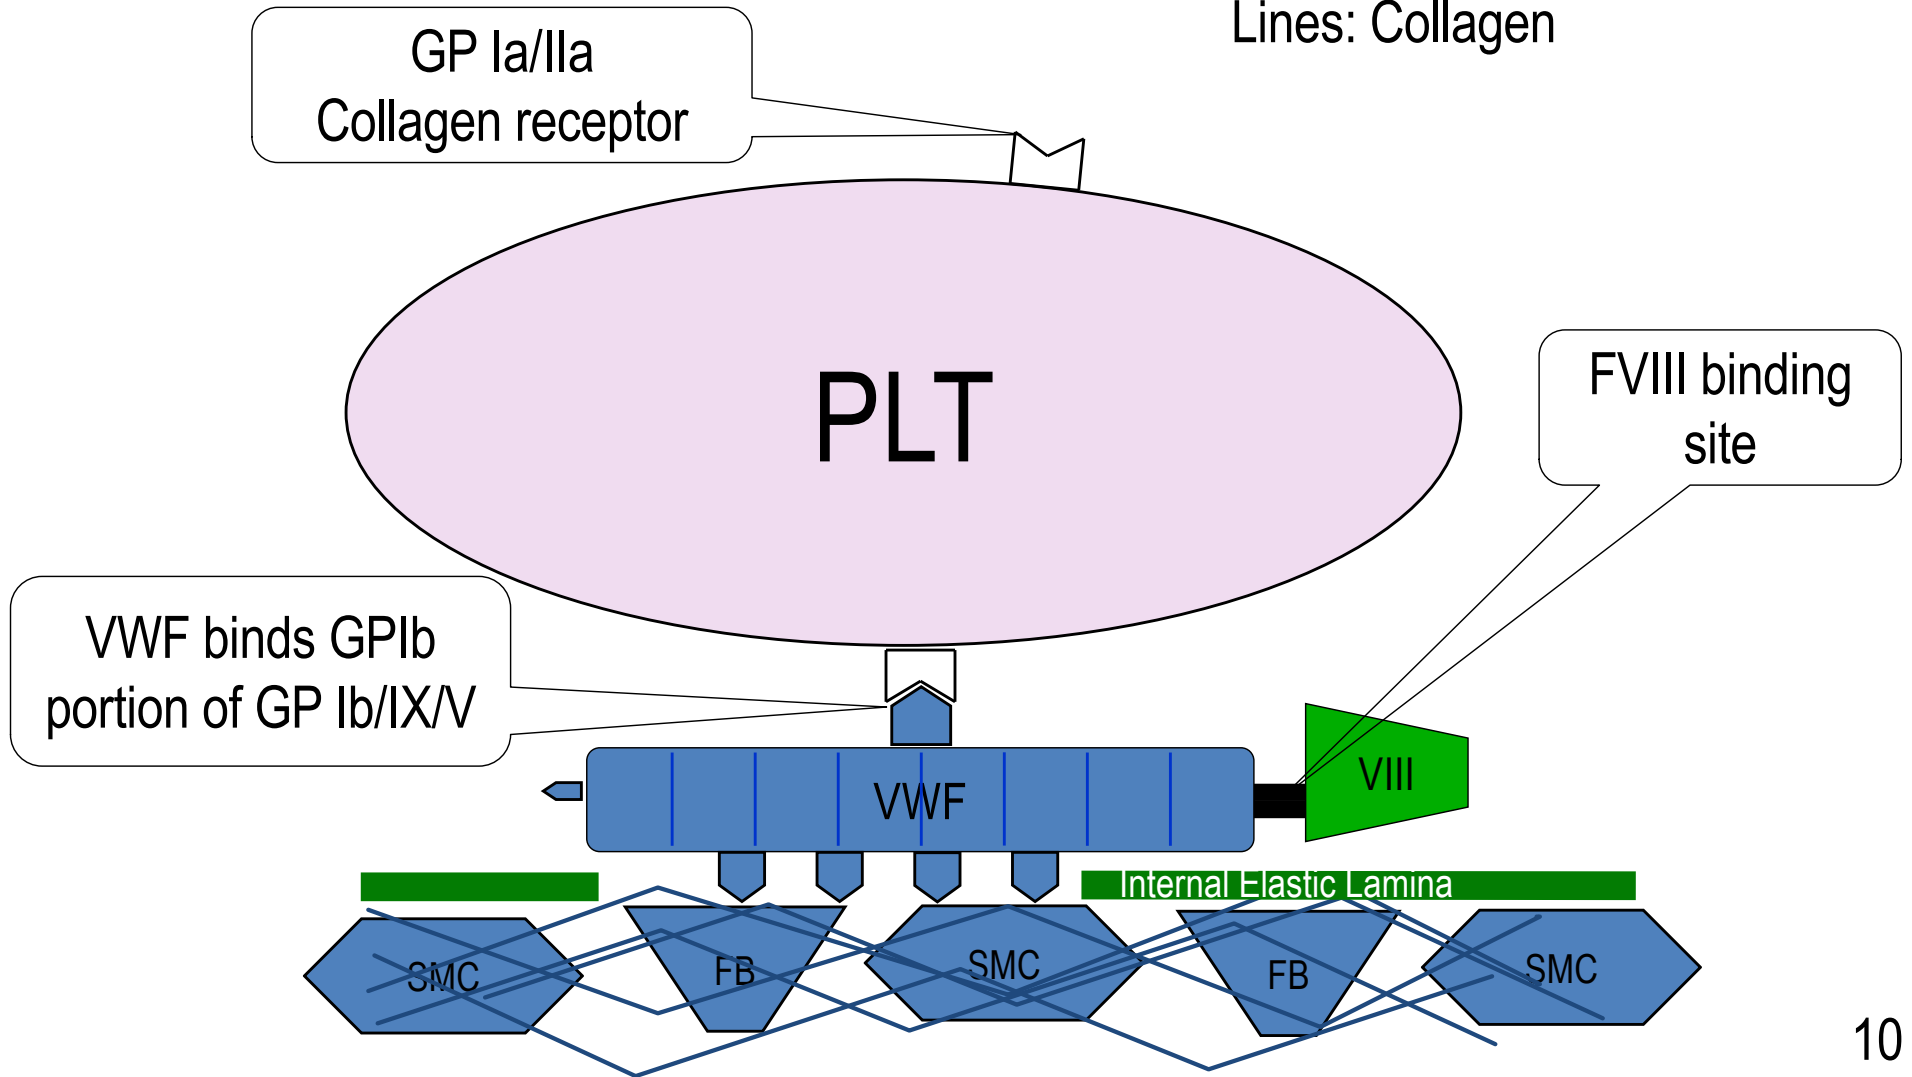 Lines: Collagen
GP Ia/IIa
Collagen receptor
PLT
FVIII binding
site
VWF binds GPIb
portion of GP Ib/IX/V
VWF
VIII
Internal Elastic Lamina
SMC
FB
SMC
FB
SMC
10